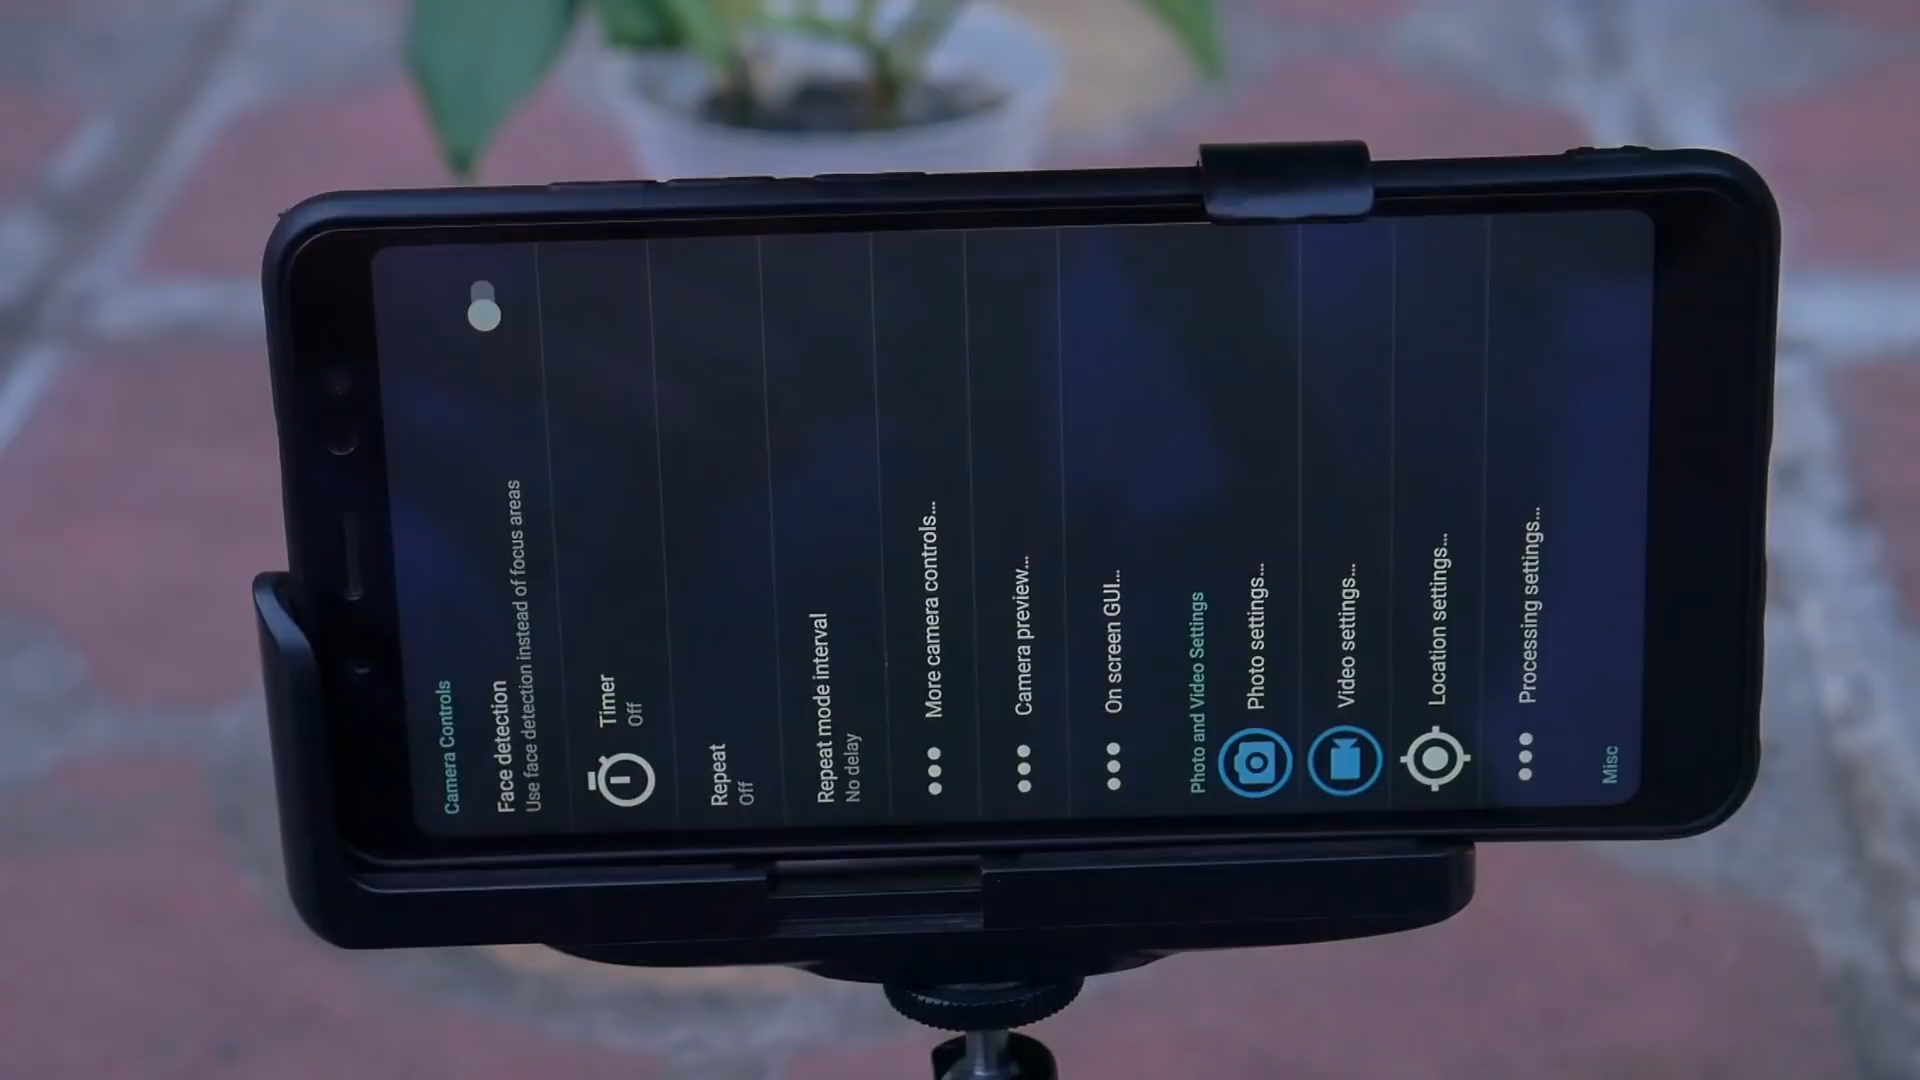 Camera Controls
Face detection
Use face detection instead of focus areas
Timer
Off
Repeat
Off
Repeat mode interval
No delay
More camera controls...
Camera preview...
On screen GUI...
Photo and Video Settings
Photo settings...
Video settings...
Location settings...
Processing settings...
Misc